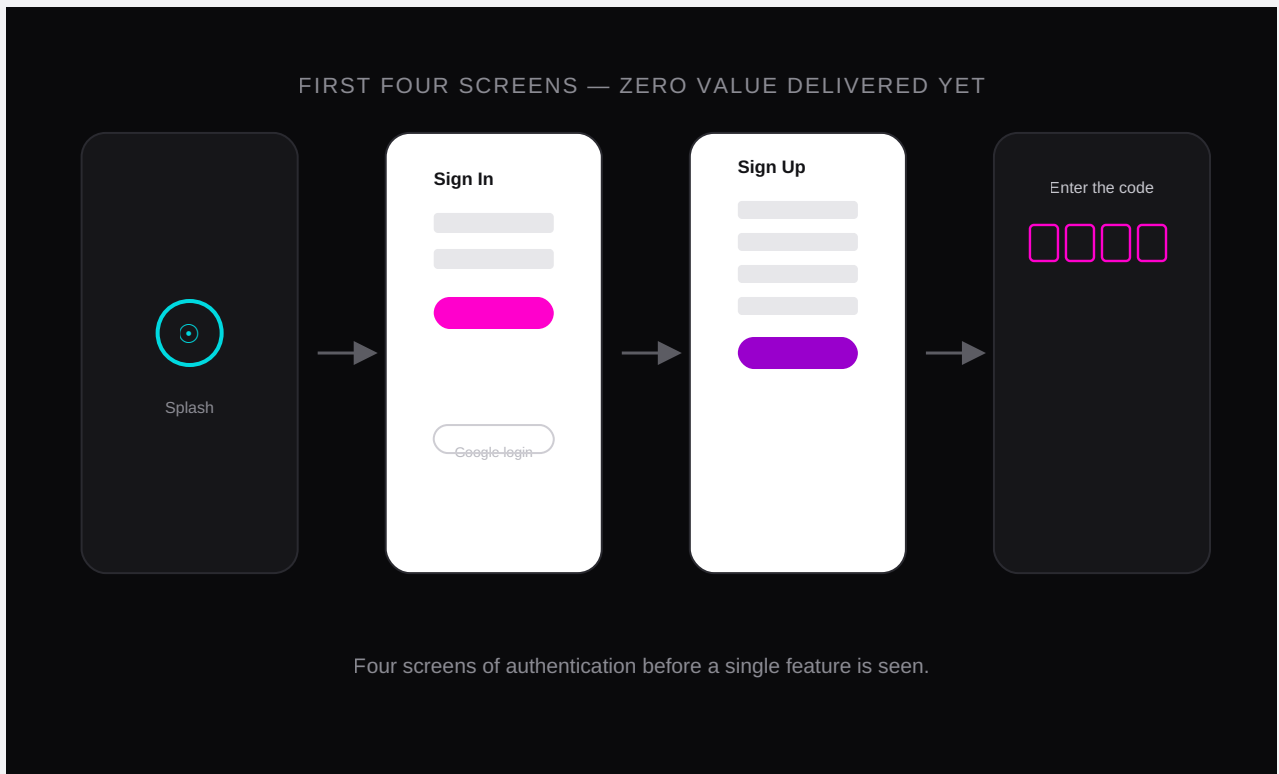 FIRST FOUR SCREENS — ZERO VALUE DELIVERED YET
Sign In
Sign Up
Enter the code
Splash
Google login
Four screens of authentication before a single feature is seen.